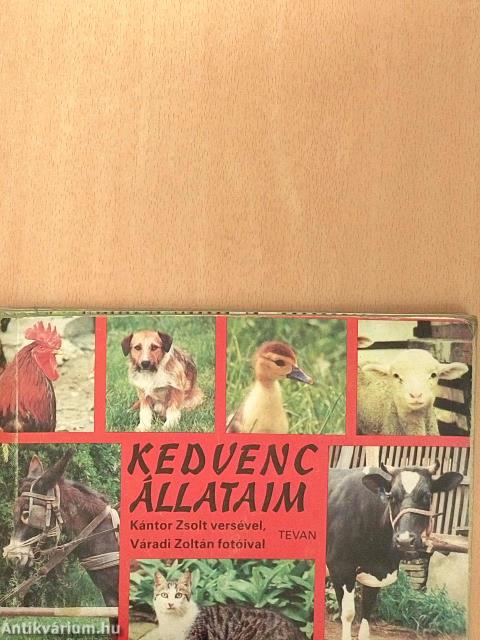 KEDVENC
ÁLLATAIM
Kántor Zsolt versével,
Váradi Zoltán fotóival
TEVAN
Antikvárium.hu